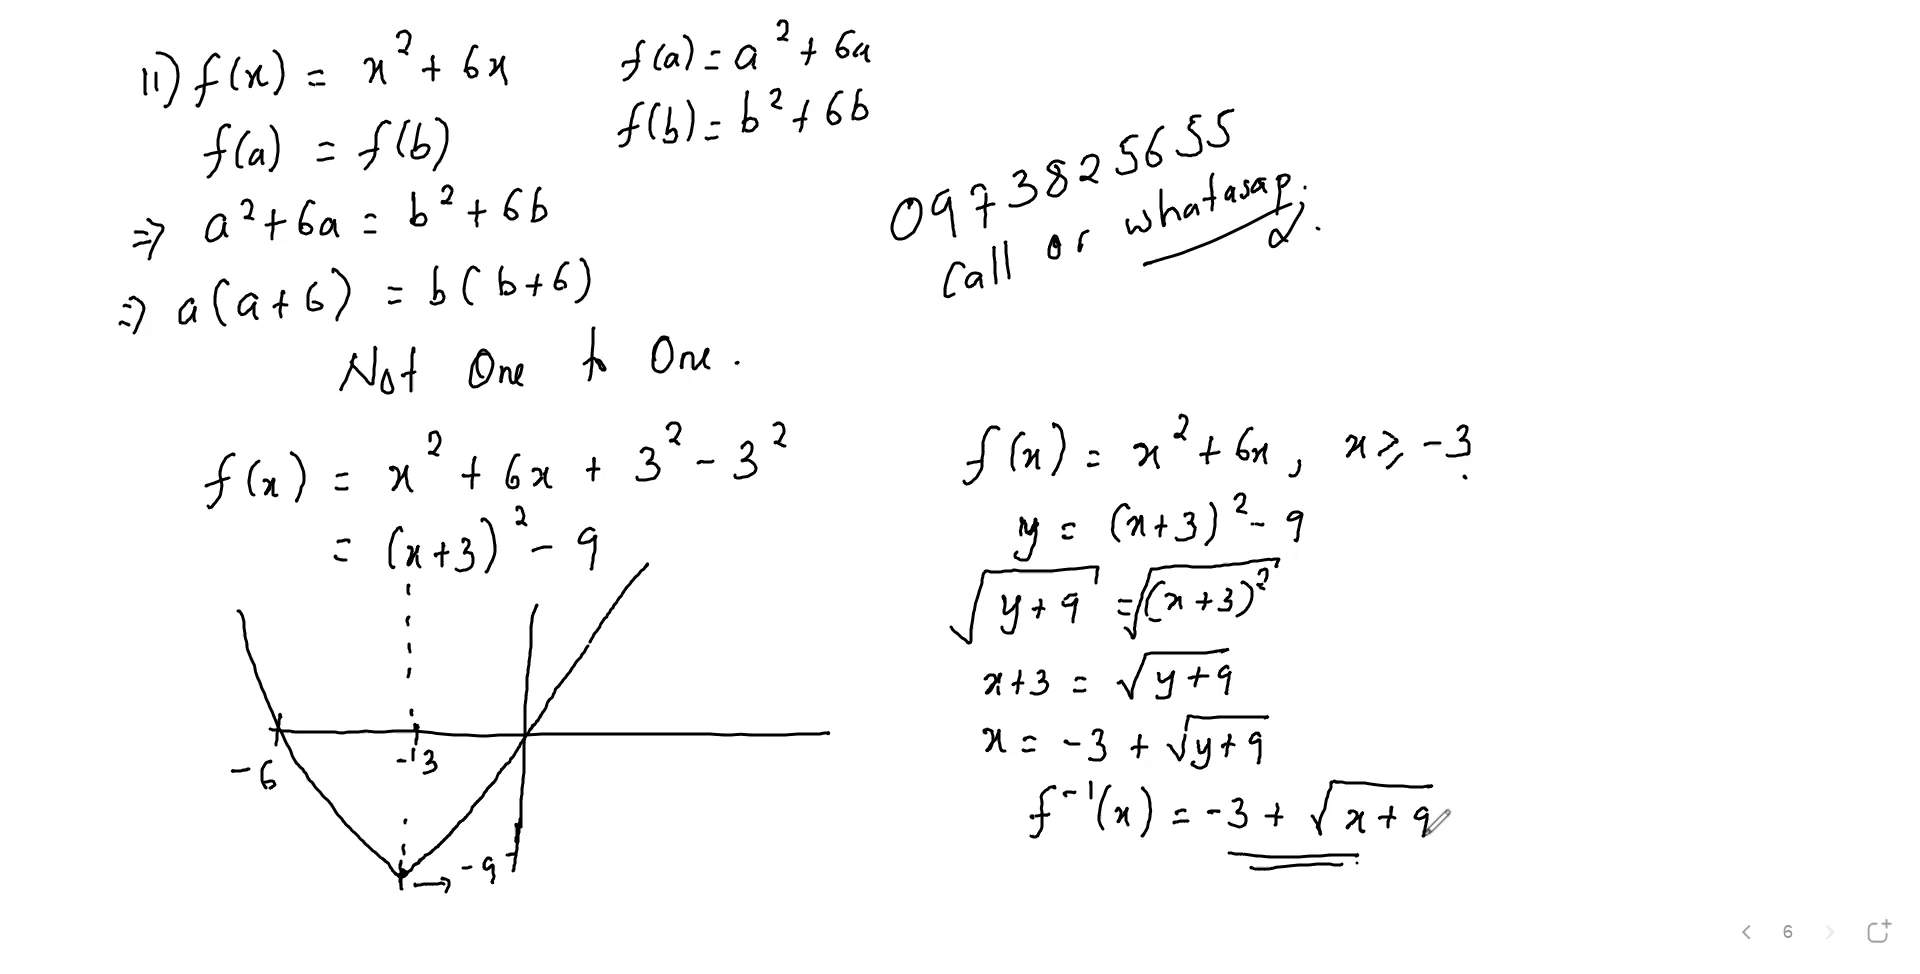 11) f(x) = x² + 6x
f(a) = a² + 6a
f(b) = b² + 6b
f(a) = f(b)
⇒ a² + 6a = b² + 6b
⇒ a(a+6) = b(b+6)
Not One to One.
0973825655
Call or whatasap.
f(x) = x² + 6x + 3² - 3²
= (x+3)² - 9
-6
-3
→ -9
f(x) = x² + 6x, x ≥ -3
y = (x+3)² - 9
√(y+9) = √((x+3)²)
x+3 = √(y+9)
x = -3 + √(y+9)
f⁻¹(x) = -3 + √(x+9)
< 6 >